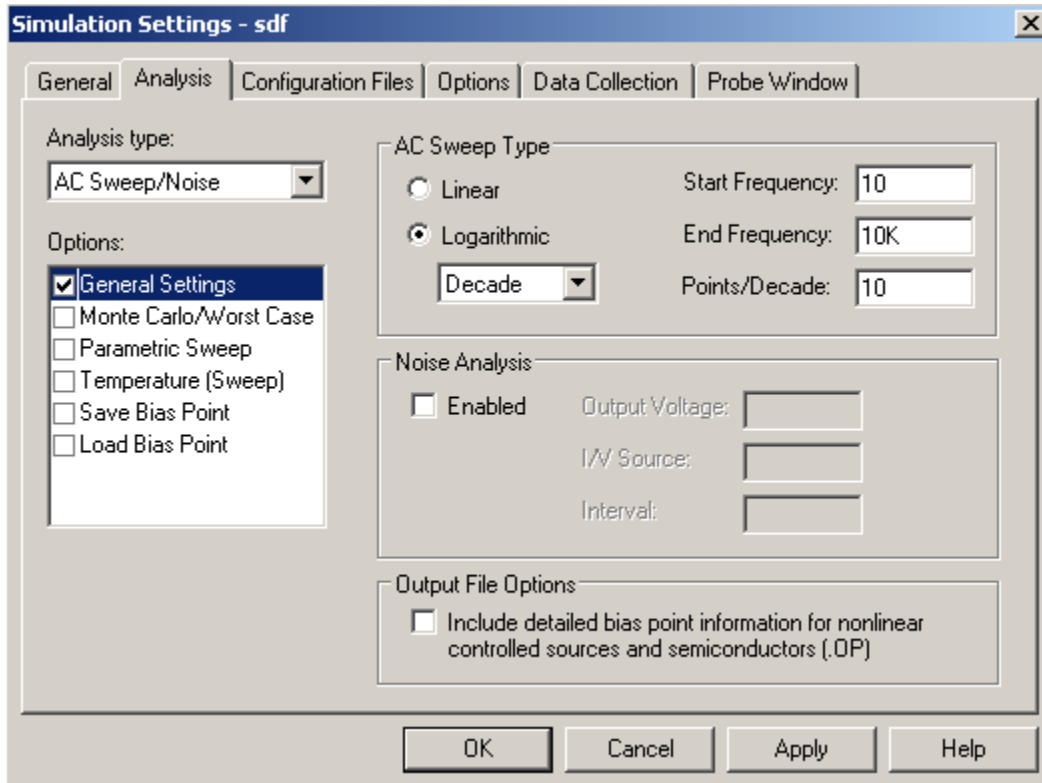 Simulation Settings - sdf
General Analysis Configuration Files Options Data Collection Probe Window
Analysis type:
AC Sweep/Noise
Options:
General Settings
Monte Carlo/Worst Case
Parametric Sweep
Temperature (Sweep)
Save Bias Point
Load Bias Point
AC Sweep Type
Linear
Logarithmic
Decade
Start Frequency: 10
End Frequency: 10K
Points/Decade: 10
Noise Analysis
Enabled
Output Voltage:
I/V Source:
Interval:
Output File Options
Include detailed bias point information for nonlinear
controlled sources and semiconductors (.OP)
OK Cancel Apply Help